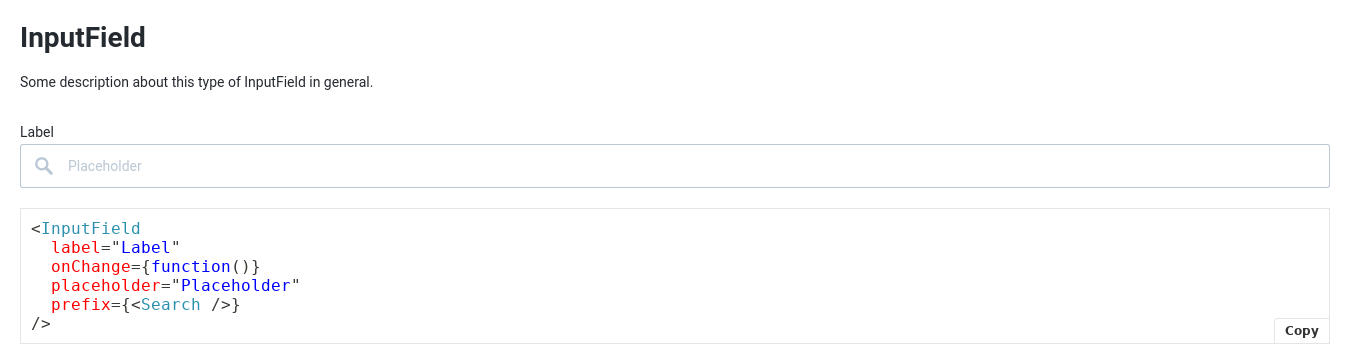 InputField
Some description about this type of InputField in general.
Label
Placeholder
<InputField
  label="Label"
  onChange={function()}
  placeholder="Placeholder"
  prefix={<Search />}
/>
Copy